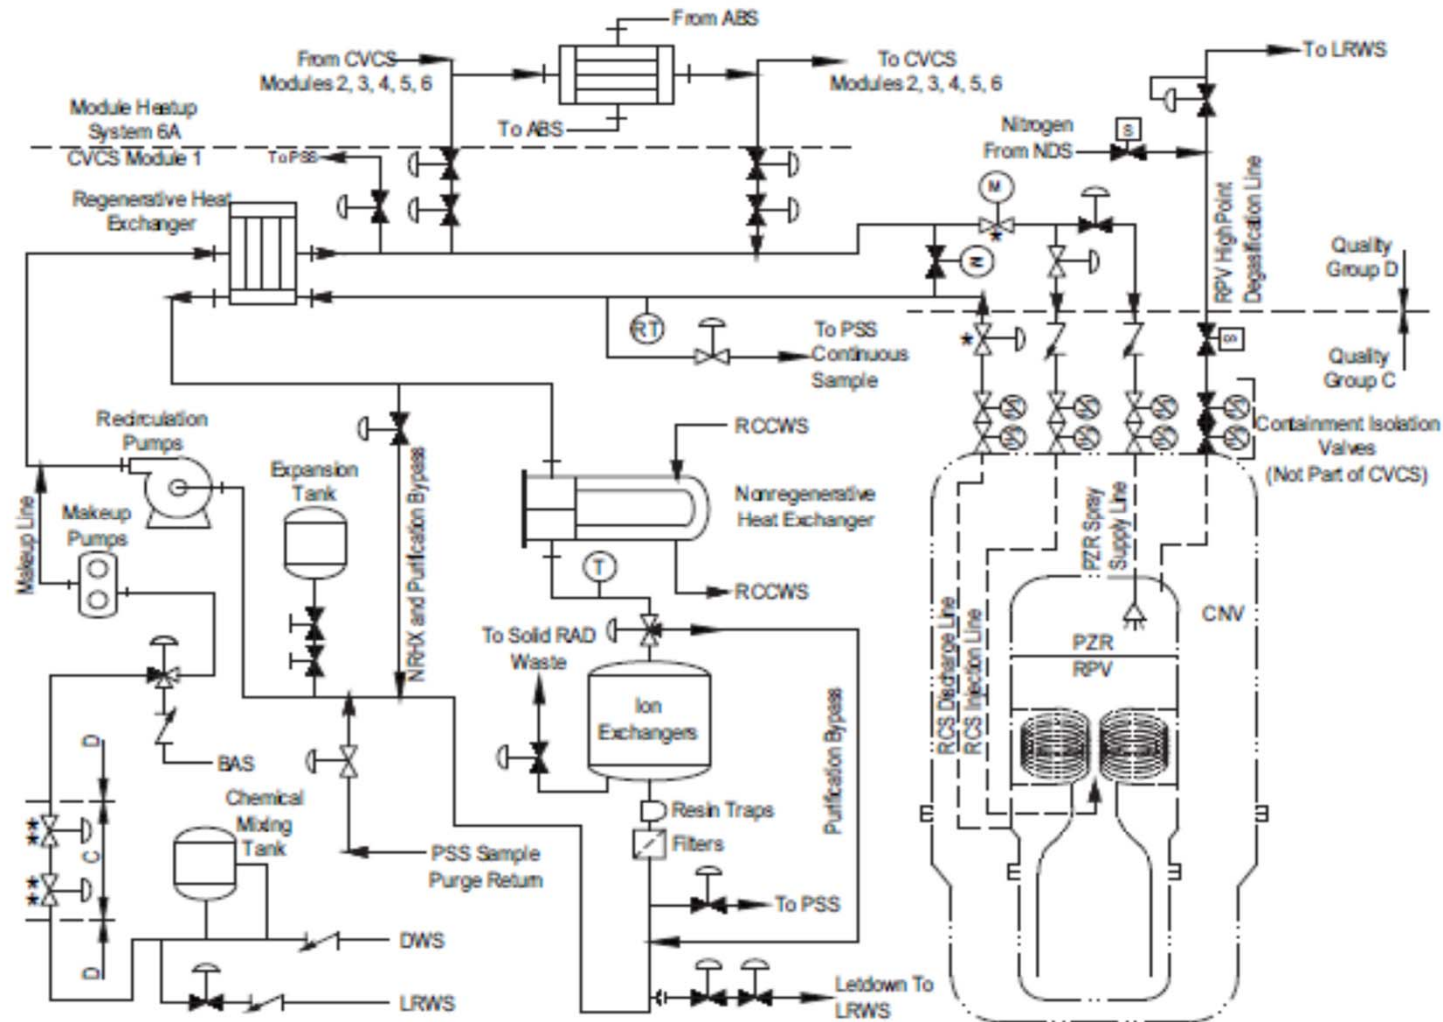 From ABS
From CVCS
Modules 2, 3, 4, 5, 6
To CVCS
Modules 2, 3, 4, 5, 6
To LRWS
To ABS
Module Heatup
System 6A
CVCS Module 1
To PSS
Nitrogen
From NDS
S
M
Regenerative Heat
Exchanger
RPV High Point
Degasification Line
Quality
Group D
*
RT
To PSS
Continuous
Sample
*
S
Quality
Group C
Recirculation
Pumps
Expansion
Tank
NRHX and Purification Bypass
RCCWS
Containment Isolation
Valves
(Not Part of CVCS)
Makeup Line
Makeup
Pumps
Nonregenerative
Heat Exchanger
PZR Spray
Supply Line
T
RCCWS
CNV
To Solid RAD
Waste
PZR
RPV
RCS Discharge Line
RCS Injection Line
Ion
Exchangers
Purification Bypass
D
BAS
Chemical
Mixing
Tank
Resin Traps
**
C
Filters
**
PSS Sample
Purge Return
To PSS
D
DWS
LRWS
Letdown To
LRWS